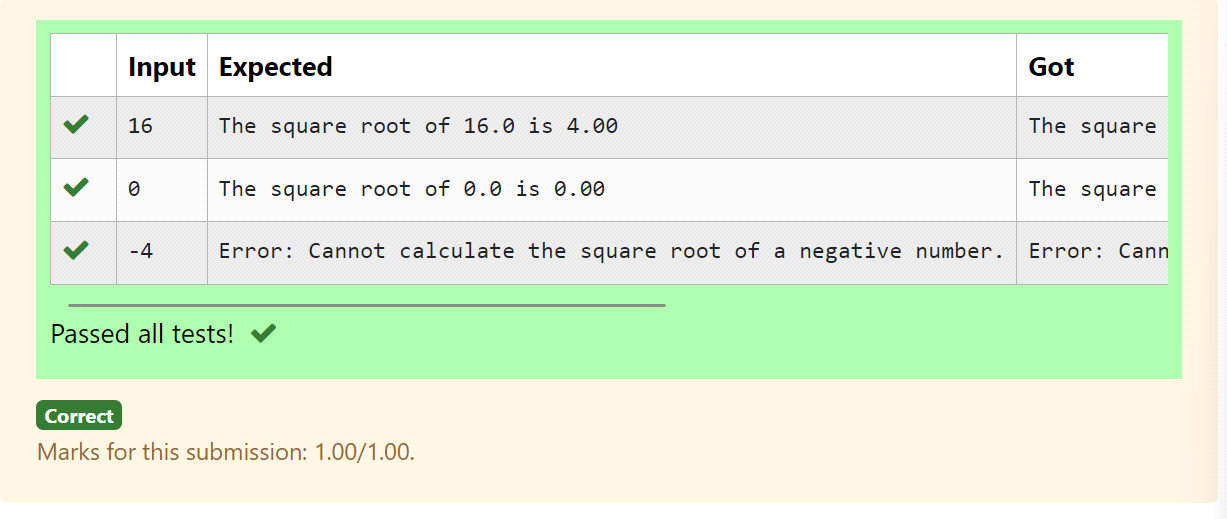 Input Expected Got
16 The square root of 16.0 is 4.00 The square
0 The square root of 0.0 is 0.00 The square
-4 Error: Cannot calculate the square root of a negative number. Error: Cann
Passed all tests!
Correct
Marks for this submission: 1.00/1.00.